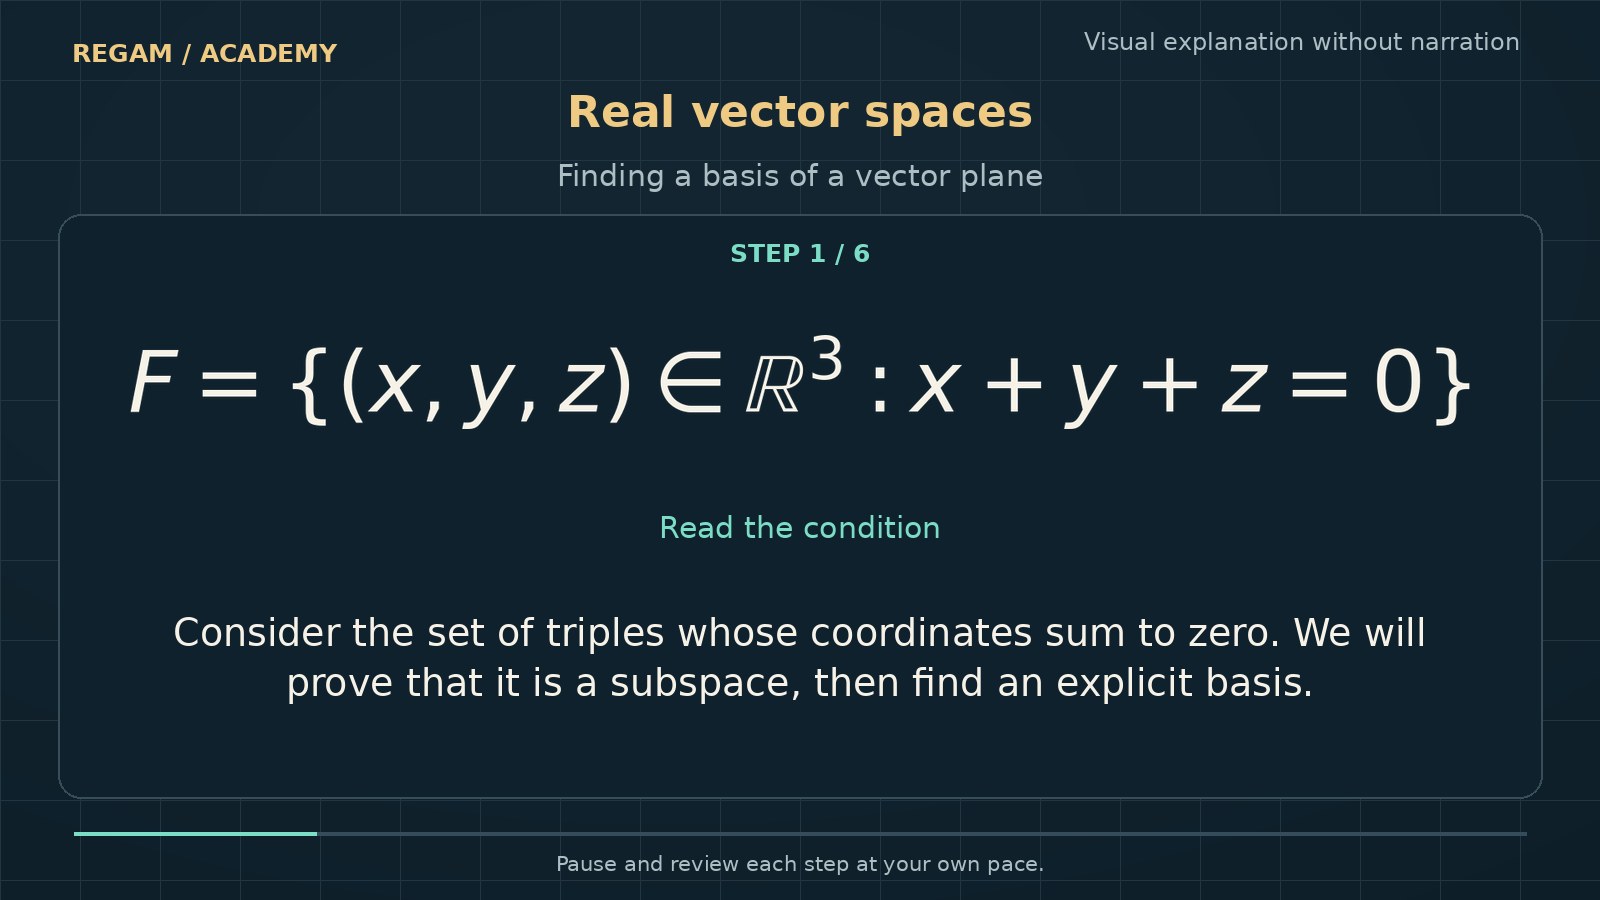 REGAM / ACADEMY
Visual explanation without narration
Real vector spaces
Finding a basis of a vector plane
STEP 1 / 6
F = {(x, y, z) ∈ ℝ³ : x + y + z = 0}
Read the condition
Consider the set of triples whose coordinates sum to zero. We will
prove that it is a subspace, then find an explicit basis.
Pause and review each step at your own pace.